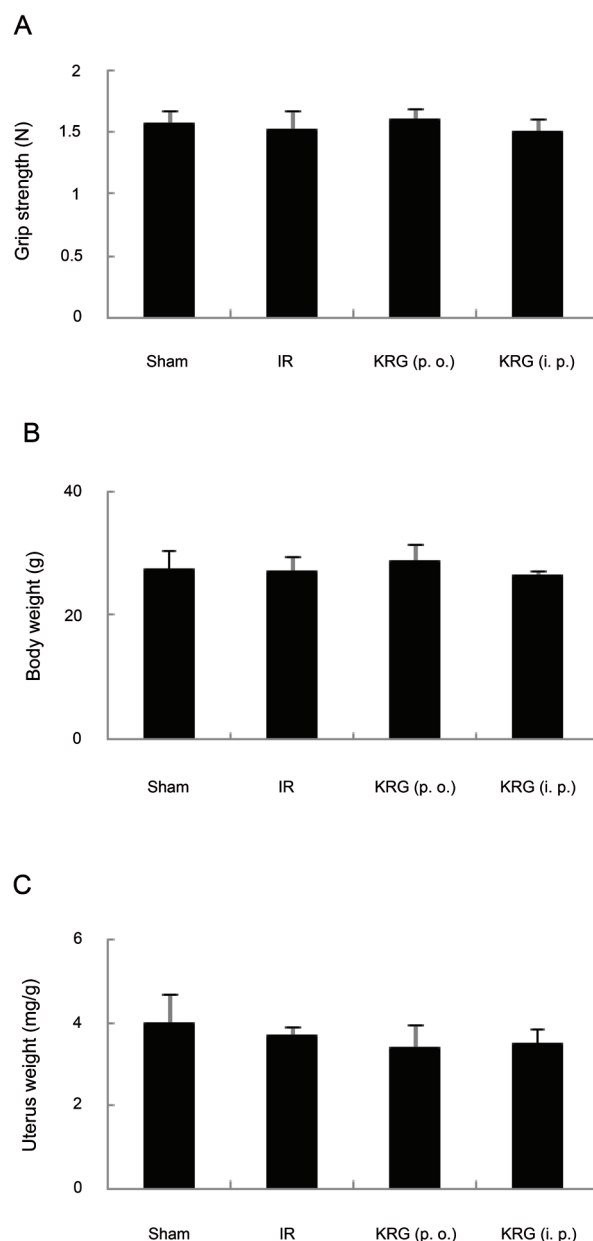 A
2
1.5
1
0.5
0
Grip strength (N)
Sham IR KRG (p. o.) KRG (i. p.)
B
40
20
0
Body weight (g)
Sham IR KRG (p. o.) KRG (i. p.)
C
6
4
2
0
Uterus weight (mg/g)
Sham IR KRG (p. o.) KRG (i. p.)